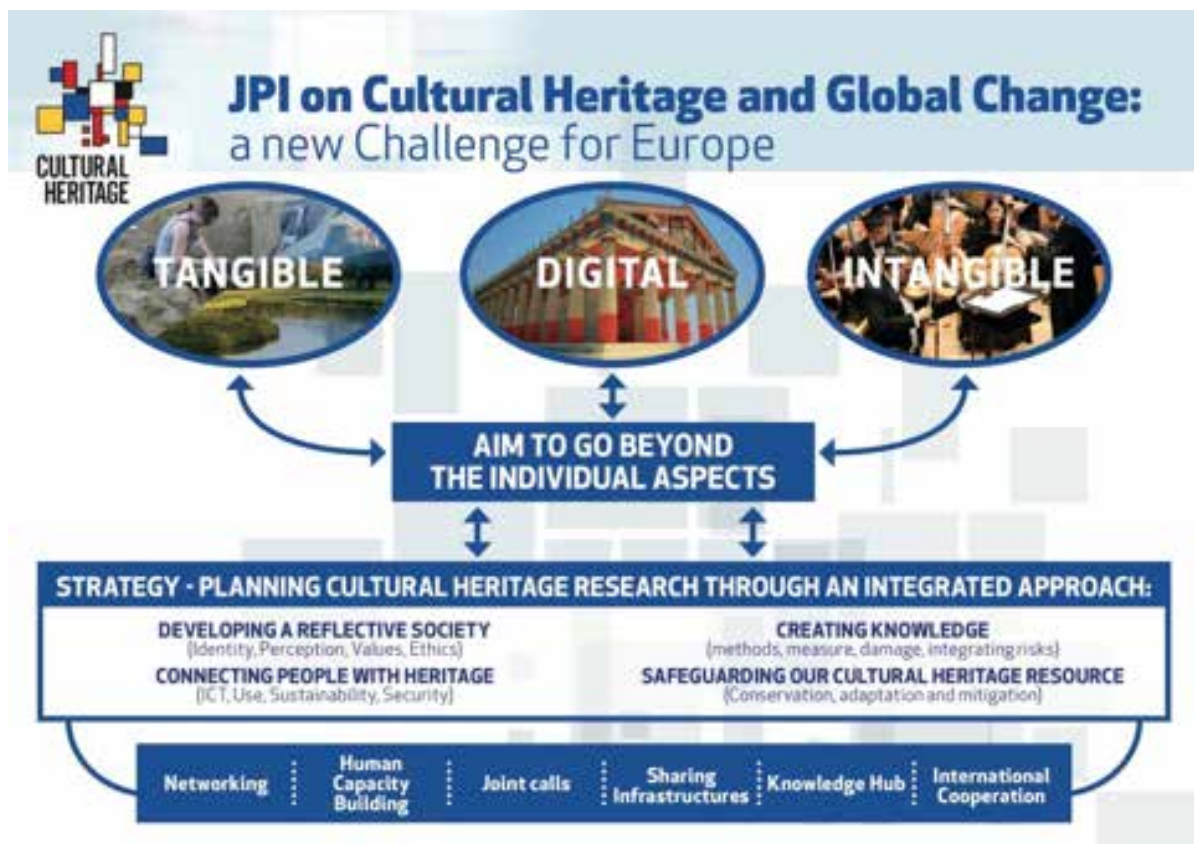 CULTURAL
HERITAGE
JPI on Cultural Heritage and Global Change:
a new Challenge for Europe
TANGIBLE
DIGITAL
INTANGIBLE
AIM TO GO BEYOND
THE INDIVIDUAL ASPECTS
STRATEGY - PLANNING CULTURAL HERITAGE RESEARCH THROUGH AN INTEGRATED APPROACH:
DEVELOPING A REFLECTIVE SOCIETY
(Identity, Perception, Values, Ethics)
CONNECTING PEOPLE WITH HERITAGE
(ICT, Use, Sustainability, Security)
CREATING KNOWLEDGE
(methods, measure, damage, integrating risks)
SAFEGUARDING OUR CULTURAL HERITAGE RESOURCE
(Conservation, adaptation and mitigation)
Networking
Human
Capacity
Building
Joint calls
Sharing
Infrastructures
Knowledge Hub
International
Cooperation